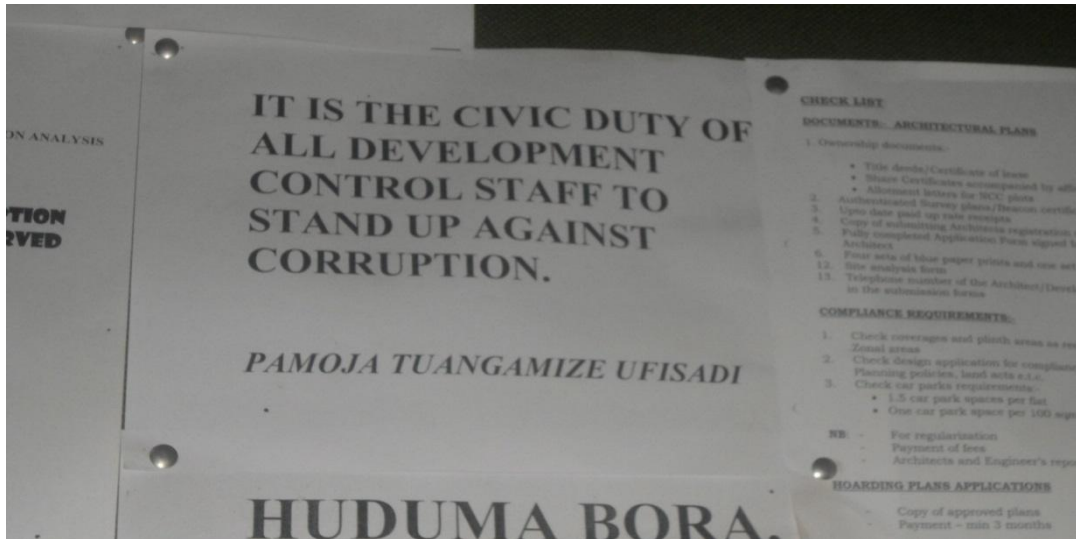 ON ANALYSIS
TION
RVED
IT IS THE CIVIC DUTY OF
ALL DEVELOPMENT
CONTROL STAFF TO
STAND UP AGAINST
CORRUPTION.
PAMOJA TUANGAMIZE UFISADI
HUDUMA BORA.
CHECK LIST
DOCUMENTS:- ARCHITECTURAL PLANS
1. Ownership documents:-
• Title deeds/Certificate of lease
• Share Certificates accompanied by
• Allotment letters for NCC plots
2. Authenticated Survey plans/Beacon
3. Upto date paid up rate receipts
4. Copy of submitting Architects registration
5. Fully completed Application Form signed
Architect
6. Four sets of blue paper prints and one
12. Site analysis form
13. Telephone number of the Architect/
in the submission forms
COMPLIANCE REQUIREMENTS:-
1. Check coverages and plinth areas as
Zonal areas
2. Check design application for
Planning policies, land acts e.t.c.
3. Check car parks requirements:-
• 1.5 car park spaces per flat
• One car park space per 100
NB: - For regularization
- Payment of fees
- Architects and Engineer's
HOARDING PLANS APPLICATIONS
- Copy of approved plans
- Payment – min 3 months